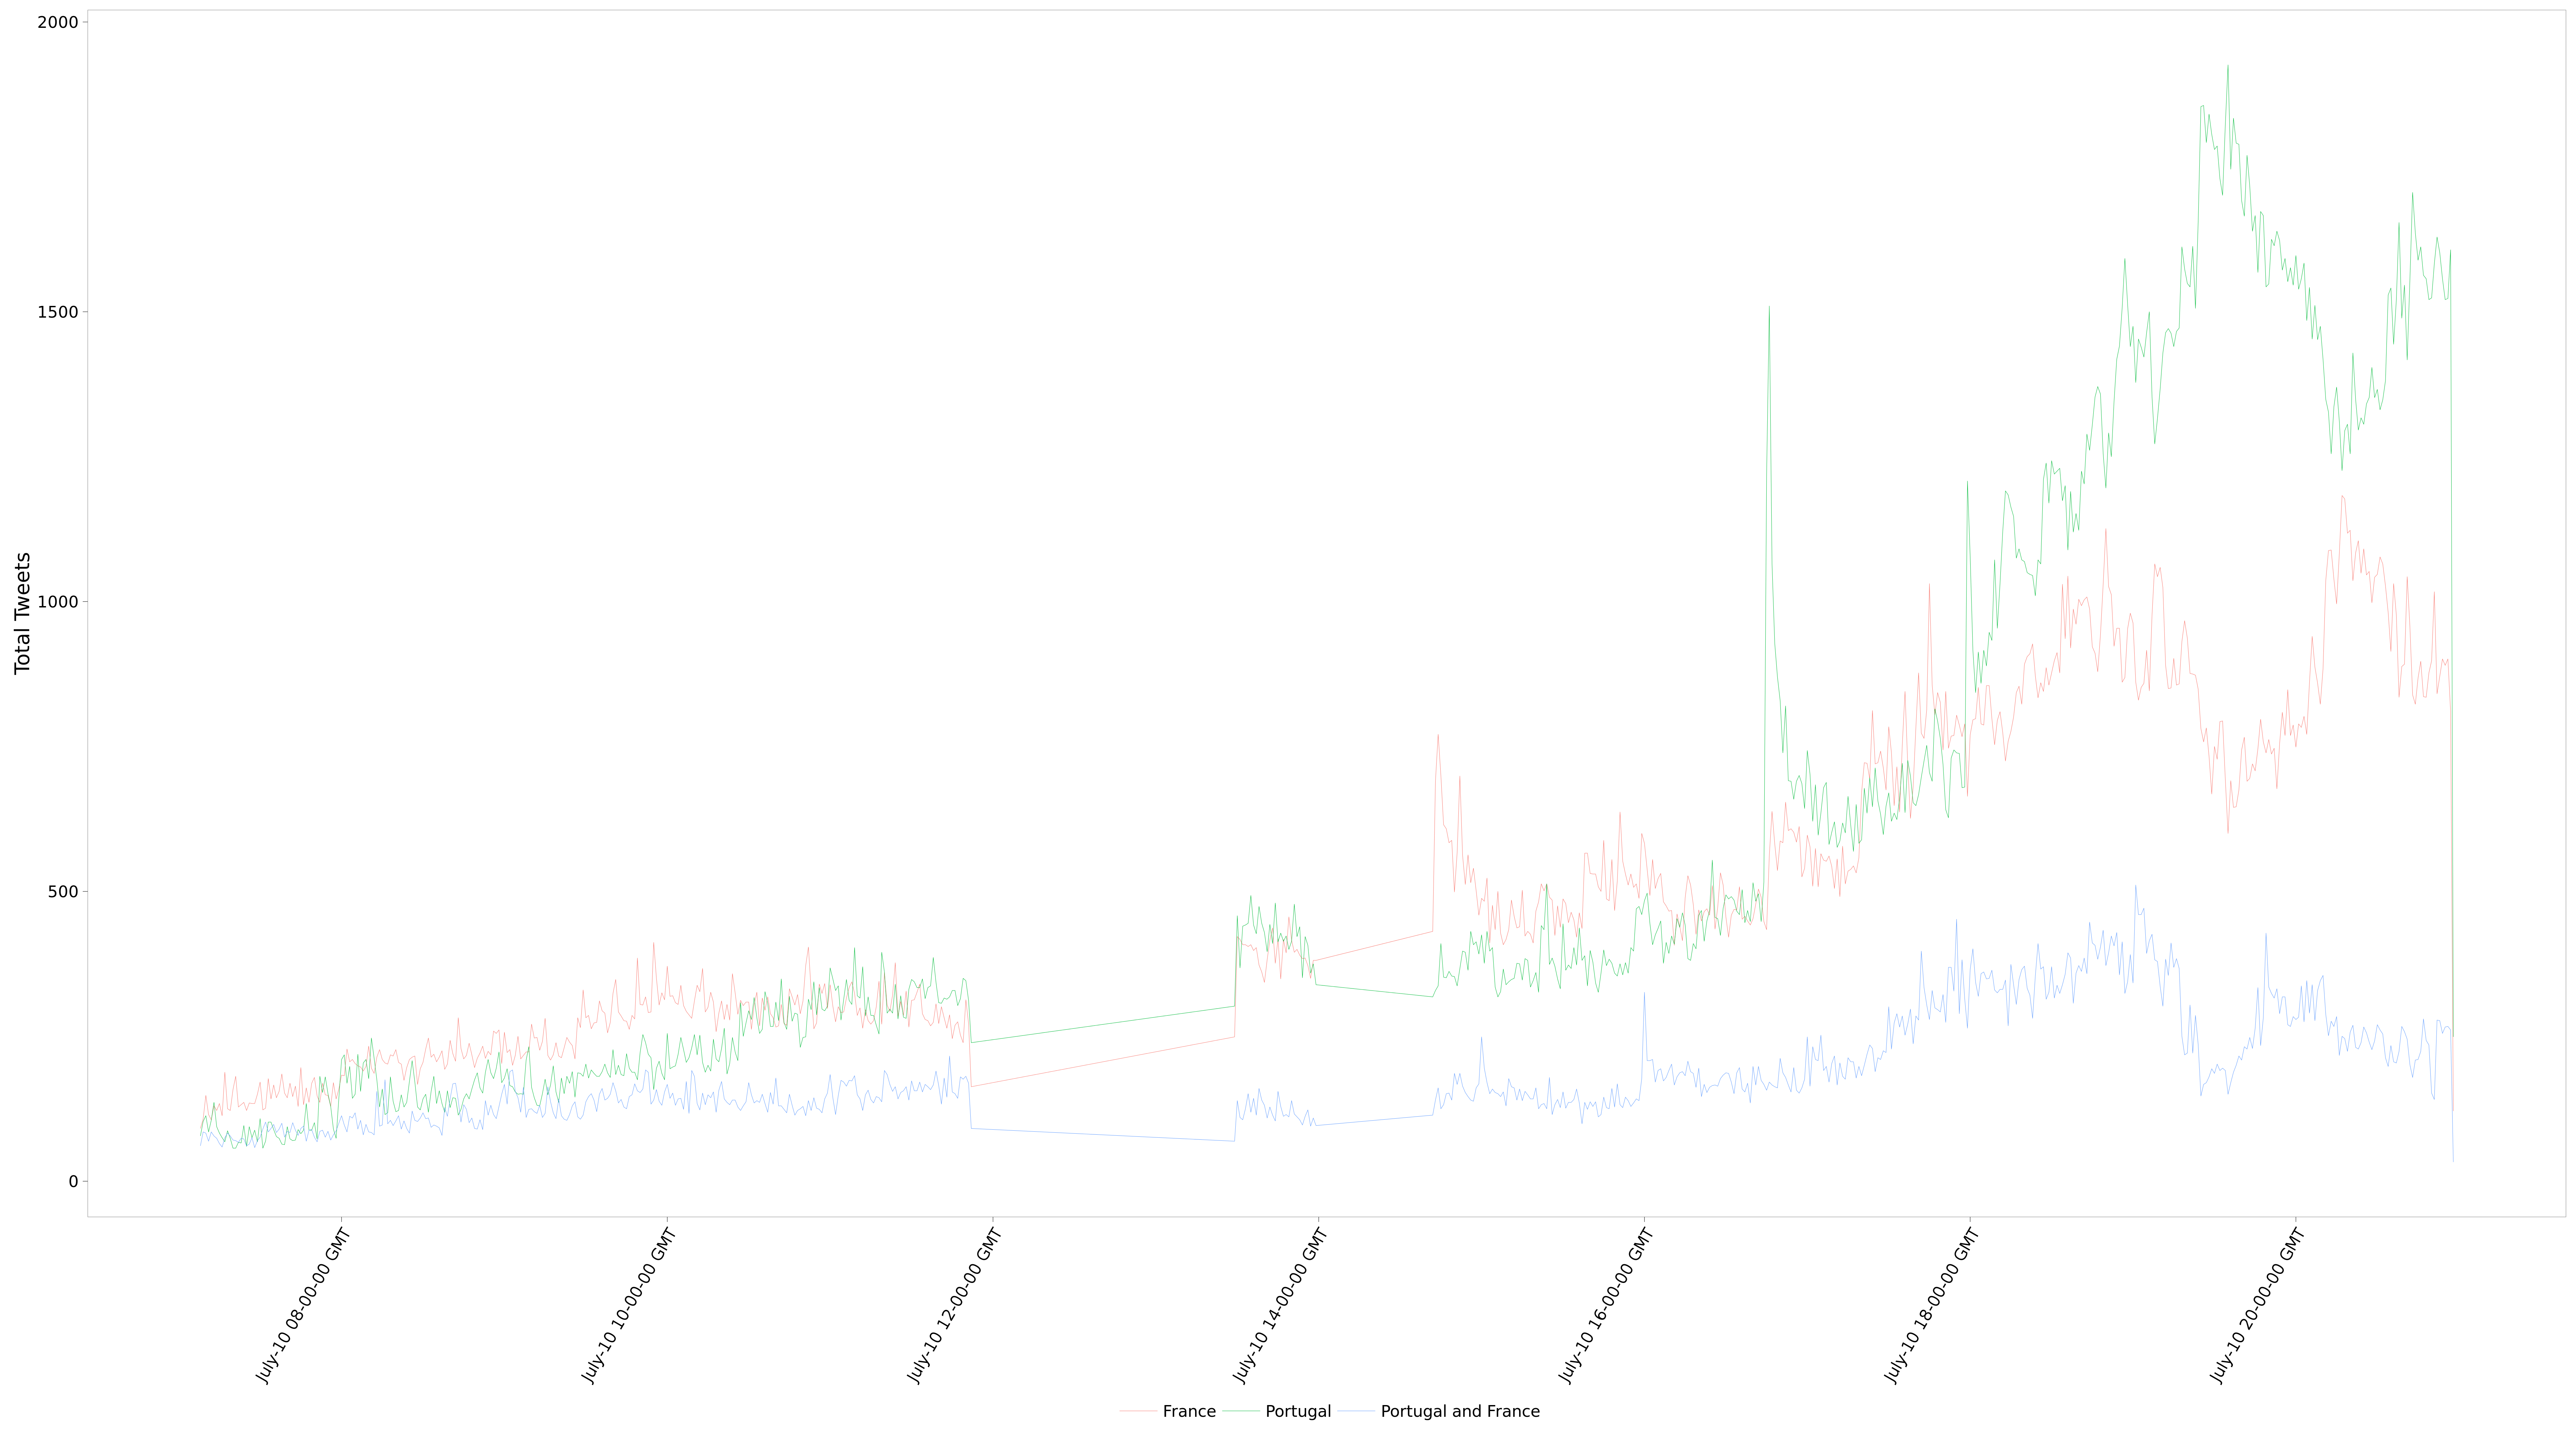 2000
1500
1000
500
0
Total Tweets
July-10 08-00-00 GMT
July-10 10-00-00 GMT
July-10 12-00-00 GMT
July-10 14-00-00 GMT
July-10 16-00-00 GMT
July-10 18-00-00 GMT
July-10 20-00-00 GMT
France Portugal Portugal and France